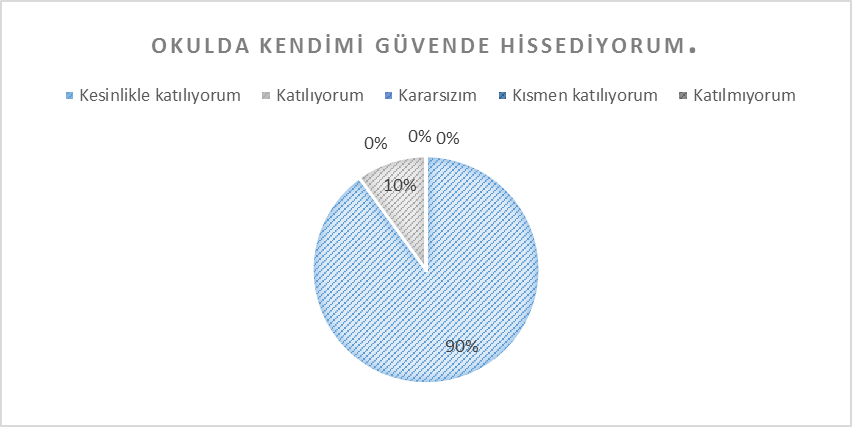 OKULDA KENDİMİ GÜVENDE HİSSEDİYORUM.
Kesinlikle katılıyorum Katılıyorum Kararsızım Kısmen katılıyorum Katılmıyorum
0% 0% 0%
10%
90%